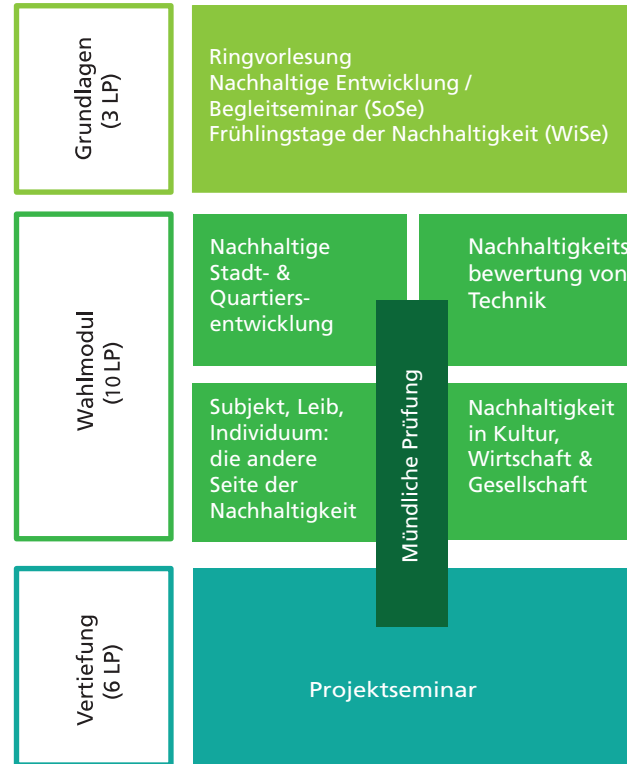 Grundlagen
(3 LP)
Ringvorlesung
Nachhaltige Entwicklung /
Begleitseminar (SoSe)
Frühlingstage der Nachhaltigkeit (WiSe)
Wahlmodul
(10 LP)
Nachhaltige
Stadt- &
Quartiers-
entwicklung
Nachhaltigkeits
bewertung von
Technik
Subjekt, Leib,
Individuum:
die andere
Seite der
Nachhaltigkeit
Nachhaltigkeit
in Kultur,
Wirtschaft &
Gesellschaft
Mündliche Prüfung
Vertiefung
(6 LP)
Projektseminar